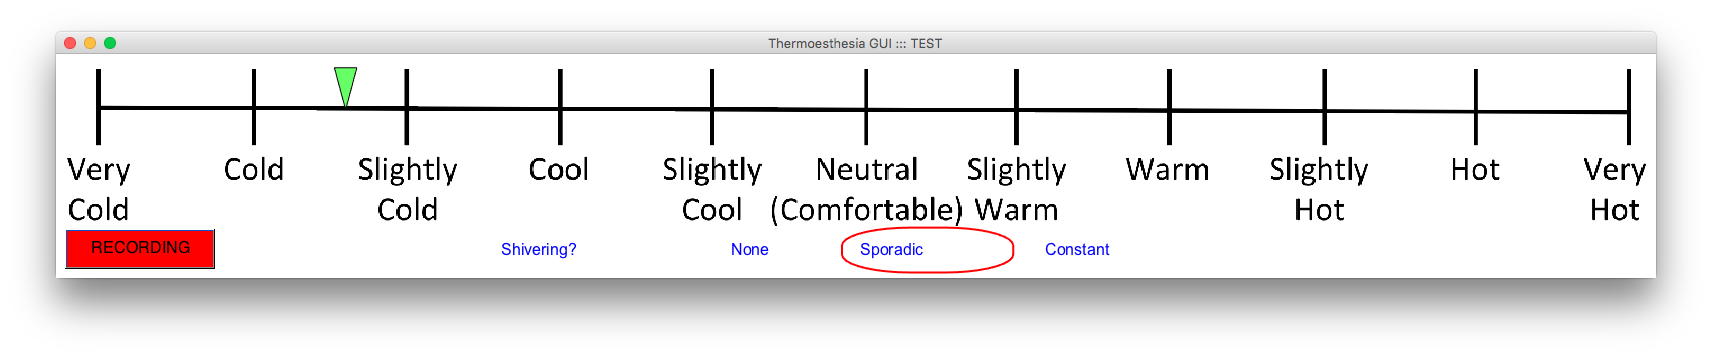 Thermoesthesia GUI ::: TEST
Very Cold Slightly Cool Slightly Neutral Slightly Warm Slightly Hot Very
Cold Cold Cool (Comfortable) Warm Hot Hot
RECORDING Shivering? None Sporadic Constant